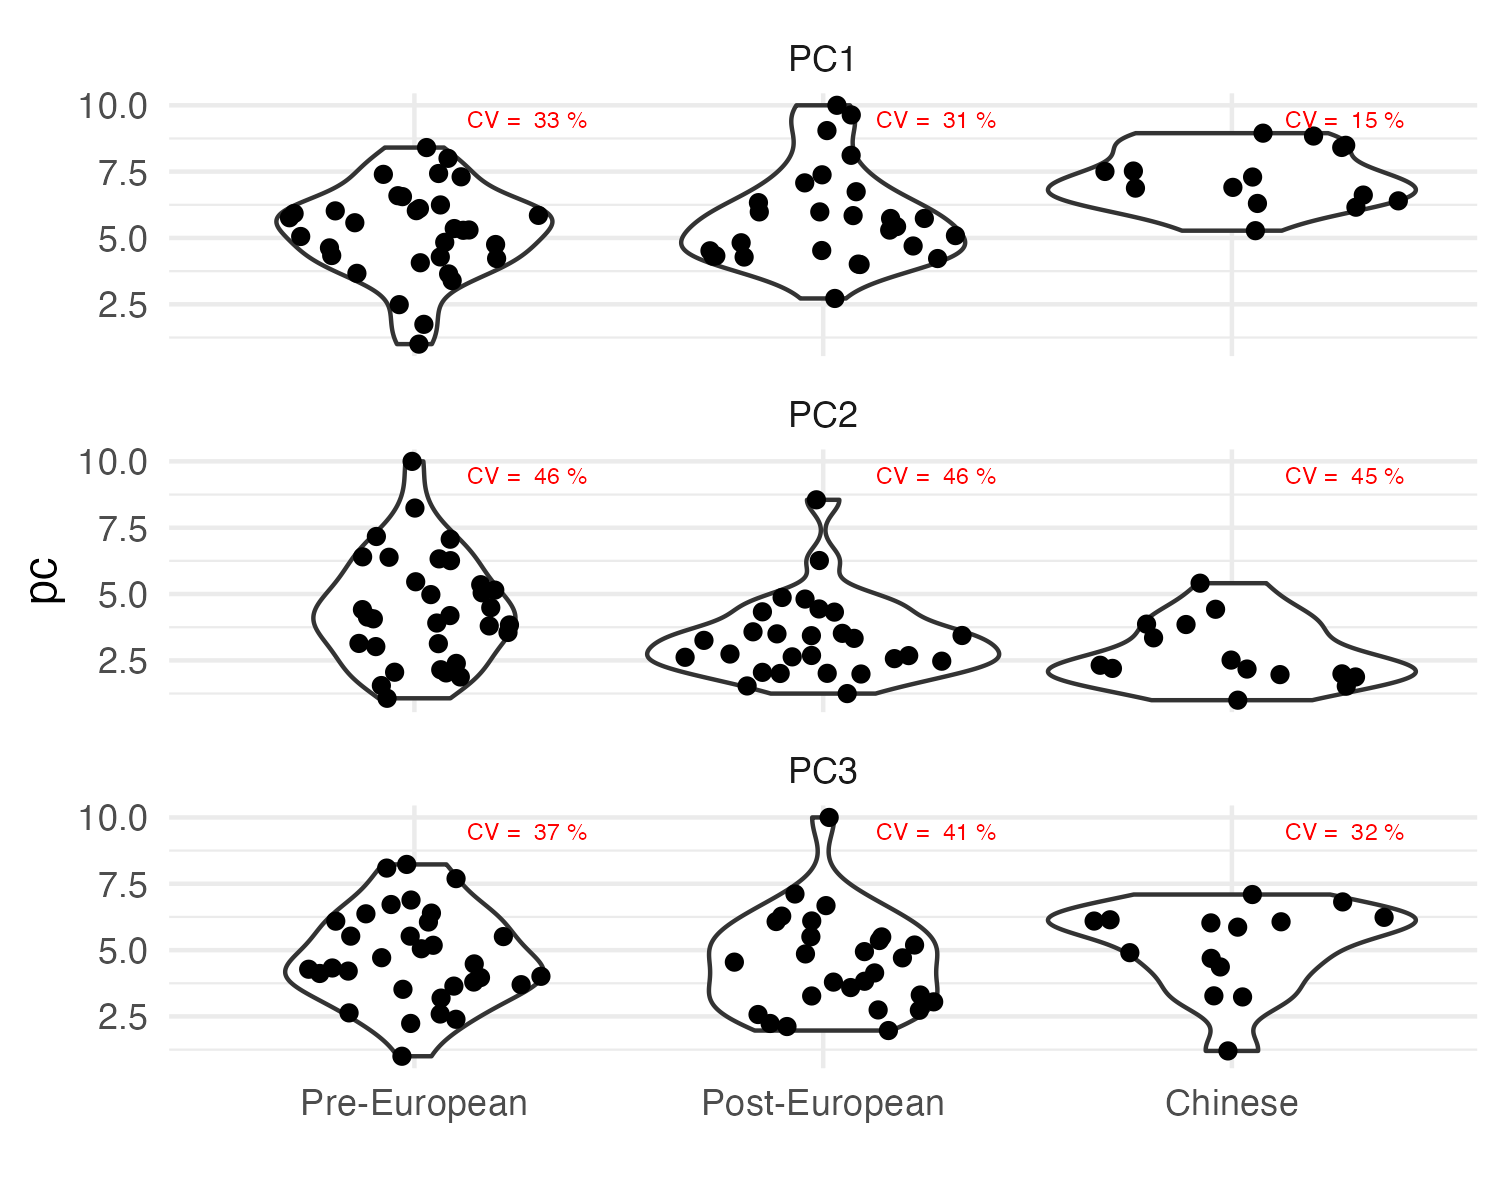 PC1
10.0
7.5
5.0
2.5
CV = 33 %
CV = 31 %
CV = 15 %
PC2
pc
10.0
7.5
5.0
2.5
CV = 46 %
CV = 46 %
CV = 45 %
PC3
10.0
7.5
5.0
2.5
CV = 37 %
CV = 41 %
CV = 32 %
Pre-European
Post-European
Chinese